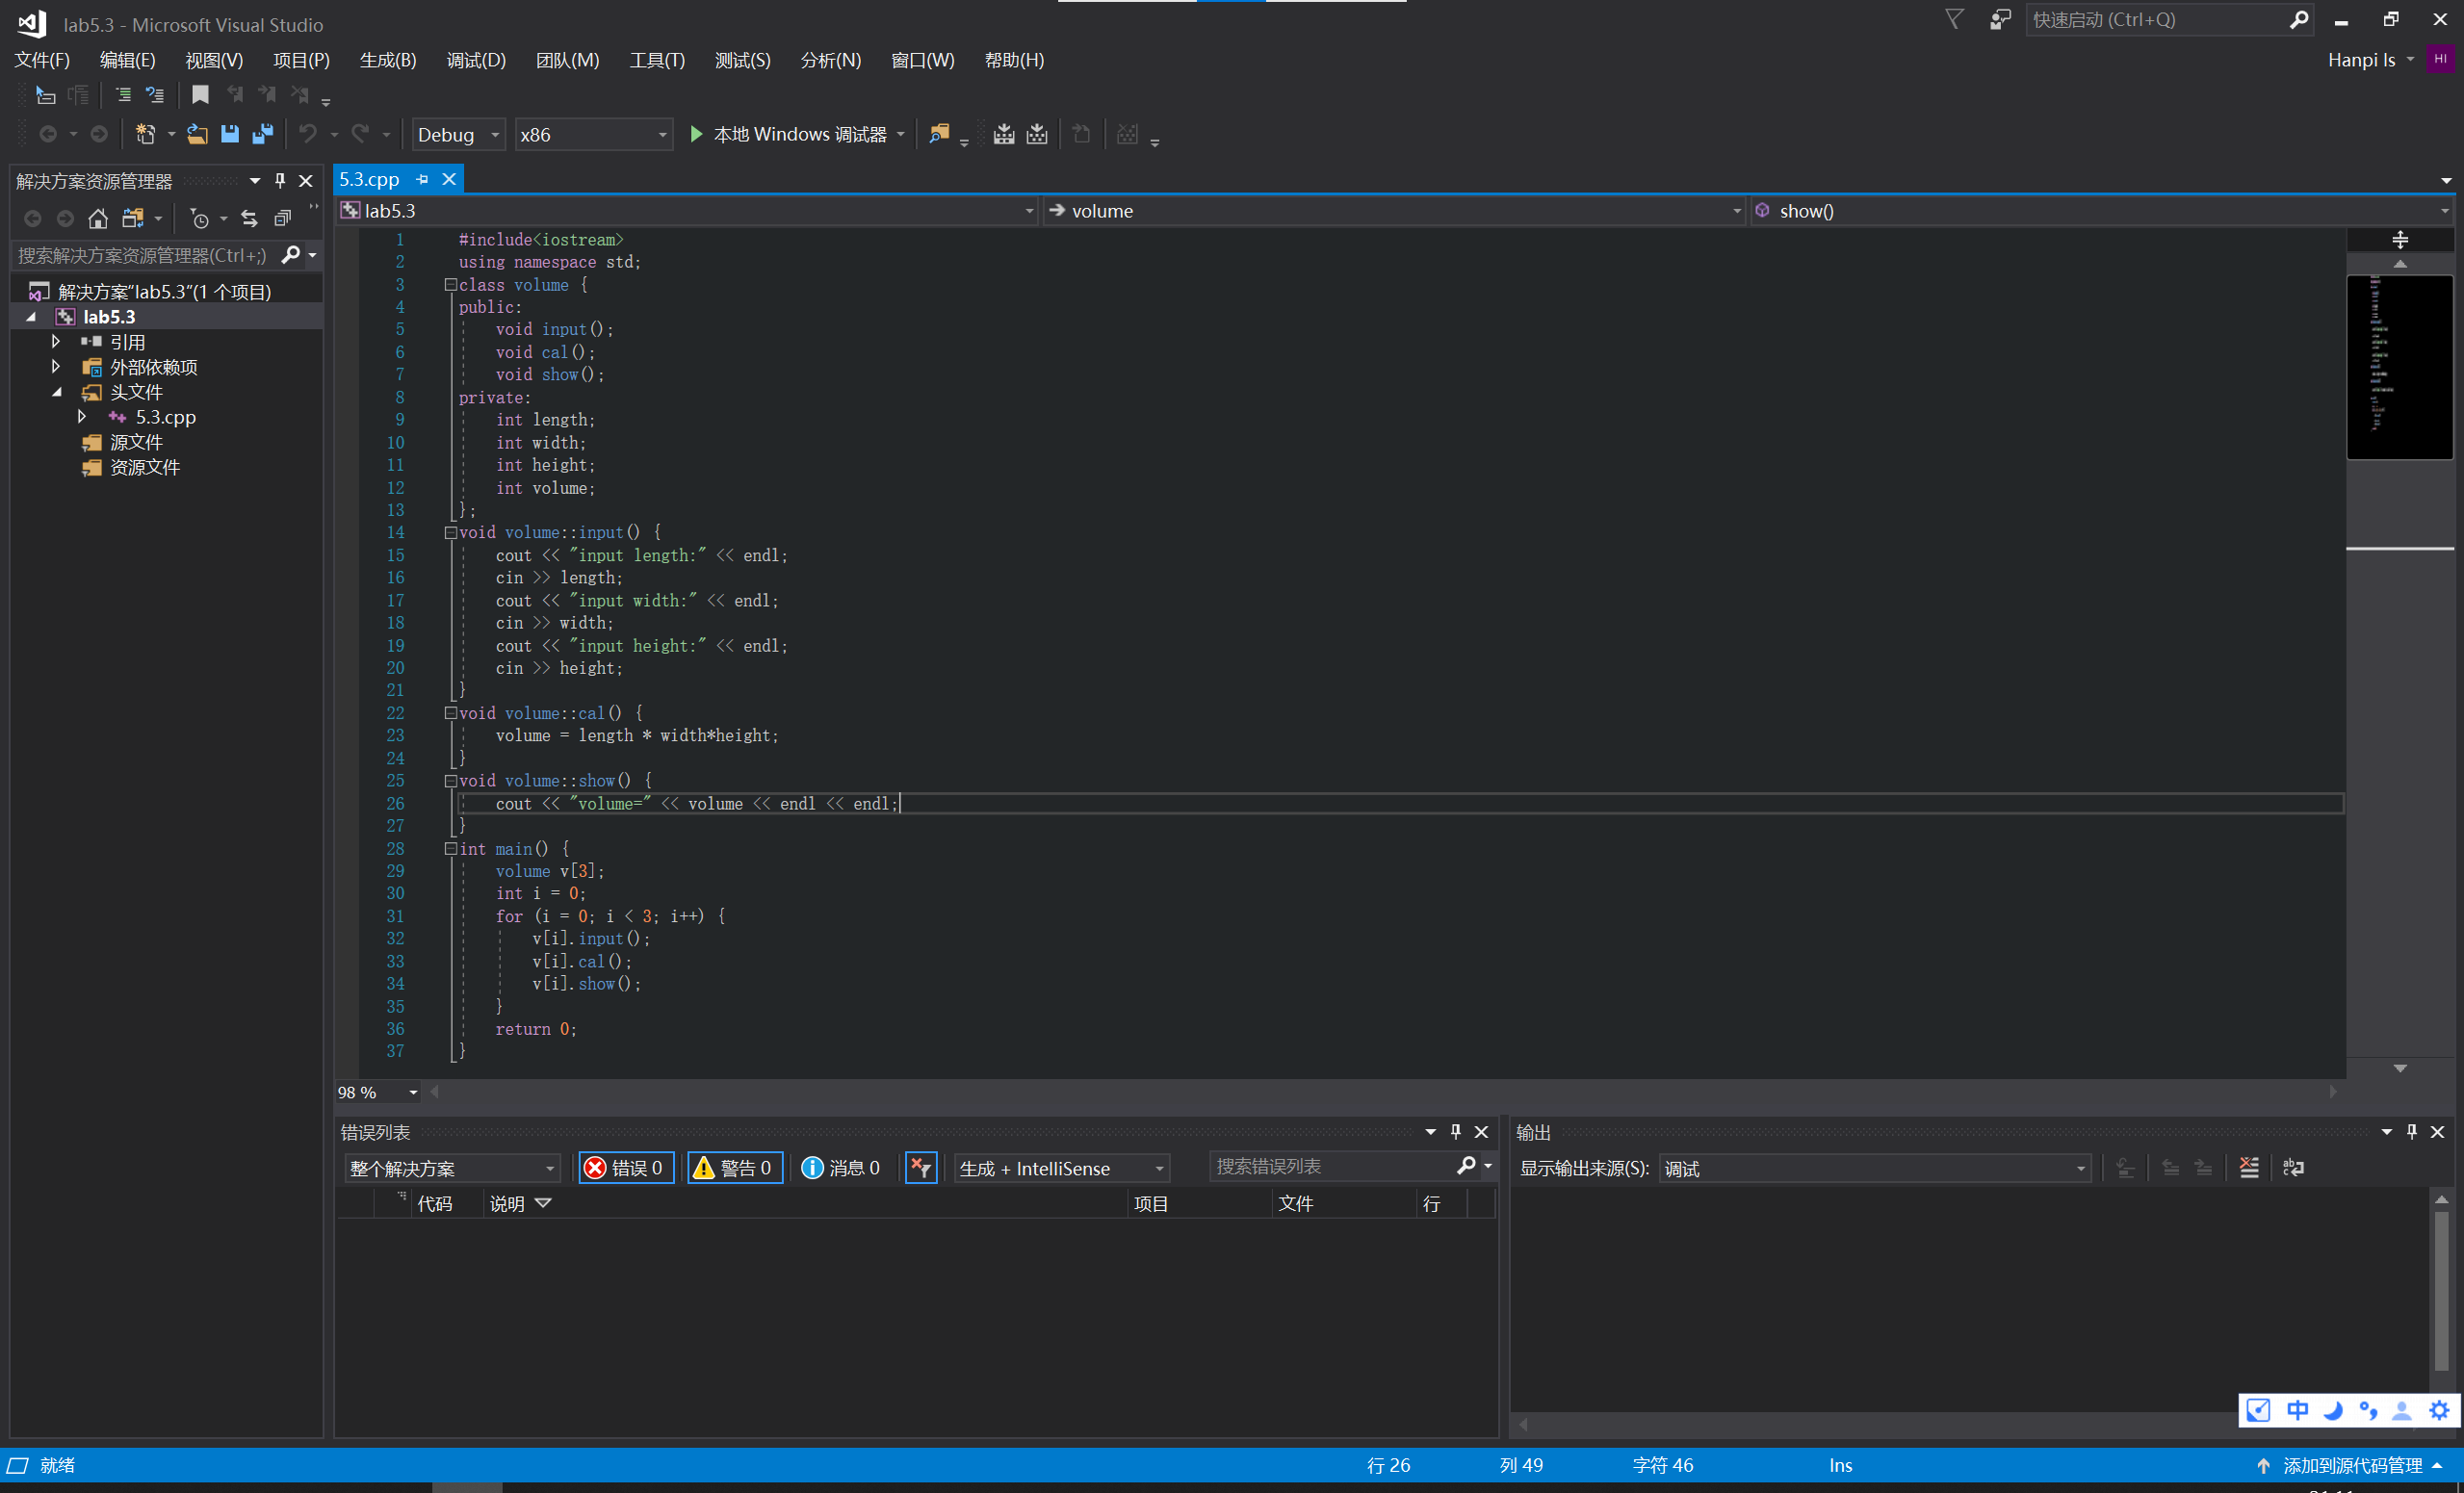 lab5.3 - Microsoft Visual Studio
快速启动 (Ctrl+Q)
文件(F) 编辑(E) 视图(V) 项目(P) 生成(B) 调试(D) 团队(M) 工具(T) 测试(S) 分析(N) 窗口(W) 帮助(H)
Hanpi ls HI
Debug x86 本地 Windows 调试器
解决方案资源管理器
搜索解决方案资源管理器(Ctrl+;)
解决方案"lab5.3"(1 个项目)
lab5.3
引用
外部依赖项
头文件
5.3.cpp
源文件
资源文件
5.3.cpp
lab5.3 volume show()
1 #include<iostream>
2 using namespace std;
3 class volume {
4 public:
5 void input();
6 void cal();
7 void show();
8 private:
9 int length;
10 int width;
11 int height;
12 int volume;
13 };
14 void volume::input() {
15 cout << "input length:" << endl;
16 cin >> length;
17 cout << "input width:" << endl;
18 cin >> width;
19 cout << "input height:" << endl;
20 cin >> height;
21 }
22 void volume::cal() {
23 volume = length * width*height;
24 }
25 void volume::show() {
26 cout << "volume=" << volume << endl << endl;
27 }
28 int main() {
29 volume v[3];
30 int i = 0;
31 for (i = 0; i < 3; i++) {
32 v[i].input();
33 v[i].cal();
34 v[i].show();
35 }
36 return 0;
37 }
98 %
错误列表
整个解决方案 错误 0 警告 0 消息 0 生成 + IntelliSense 搜索错误列表
代码 说明 项目 文件 行
输出
显示输出来源(S): 调试
中
就绪 行 26 列 49 字符 46 Ins 添加到源代码管理